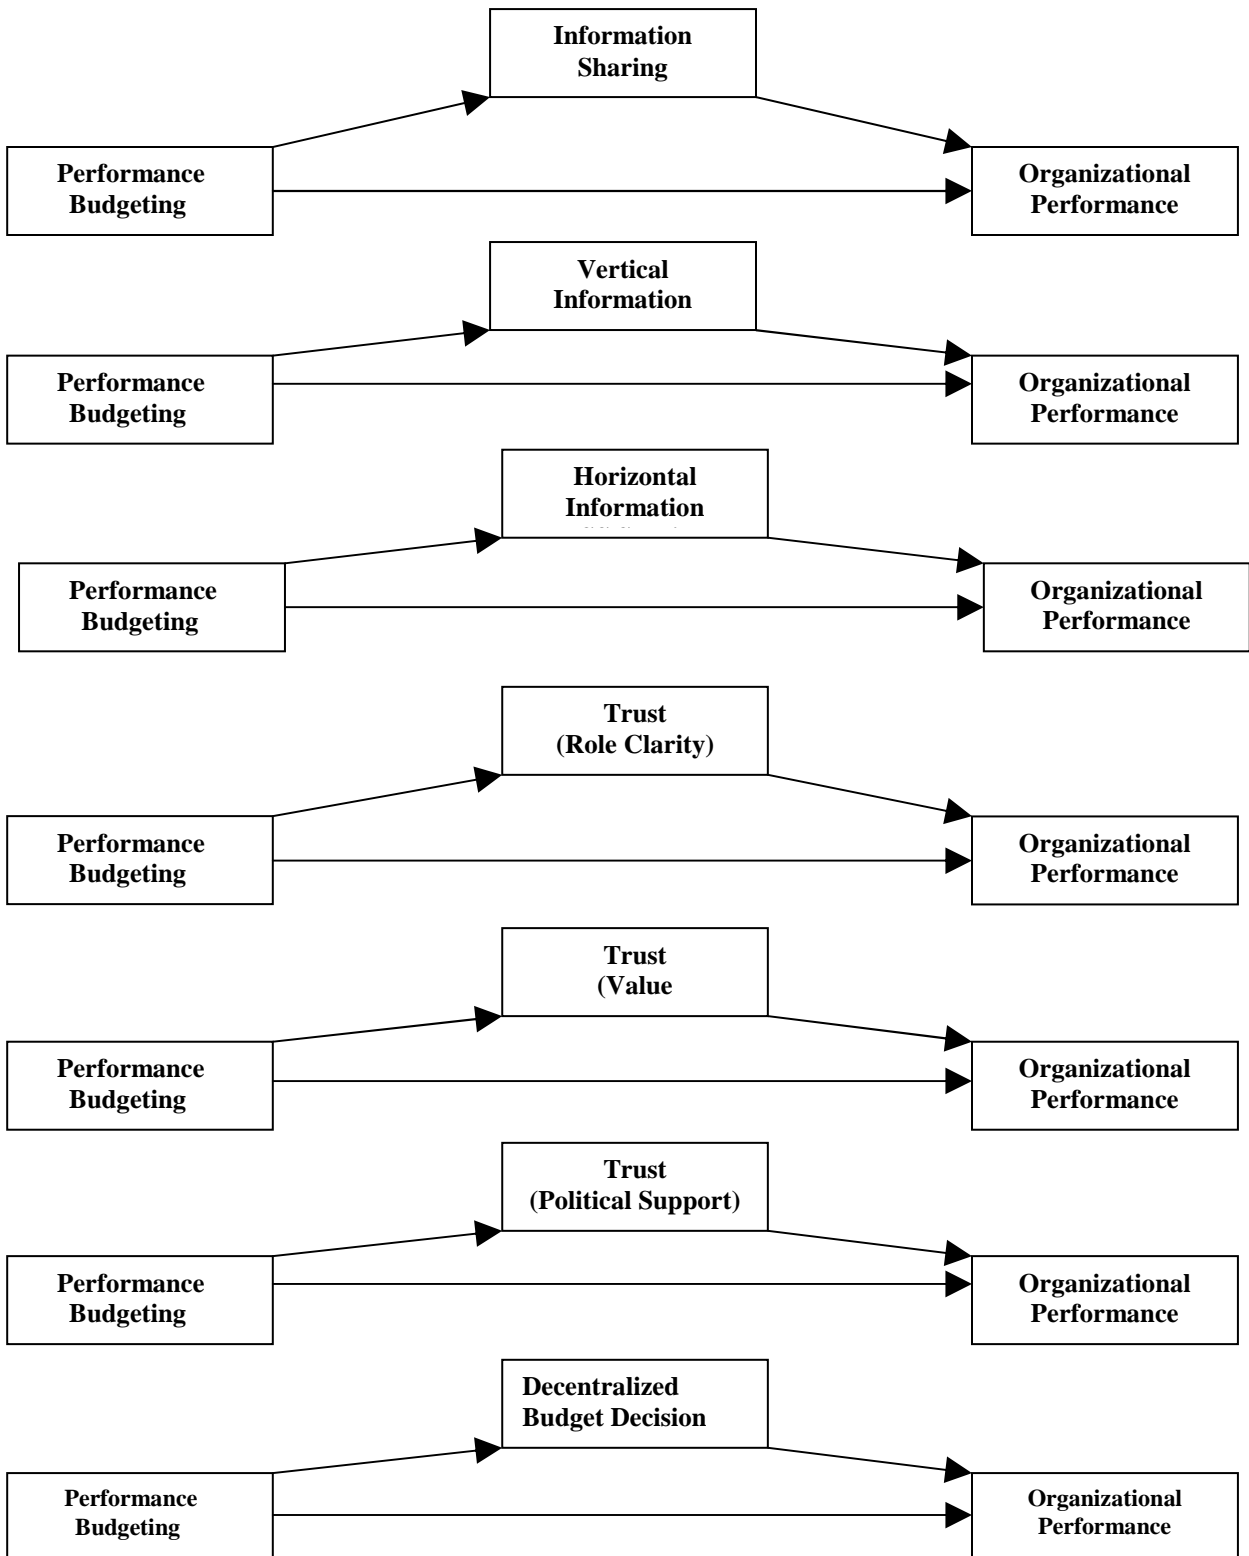 Information
Sharing
Performance
Budgeting
Organizational
Performance
Vertical
Information
Performance
Budgeting
Organizational
Performance
Horizontal
Information
Performance
Budgeting
Organizational
Performance
Trust
(Role Clarity)
Performance
Budgeting
Organizational
Performance
Trust
(Value
Performance
Budgeting
Organizational
Performance
Trust
(Political Support)
Performance
Budgeting
Organizational
Performance
Decentralized
Budget Decision
Performance
Budgeting
Organizational
Performance